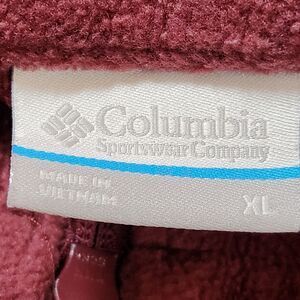 Columbia
Sportswear Company
MADE IN
VIETNAM
XL